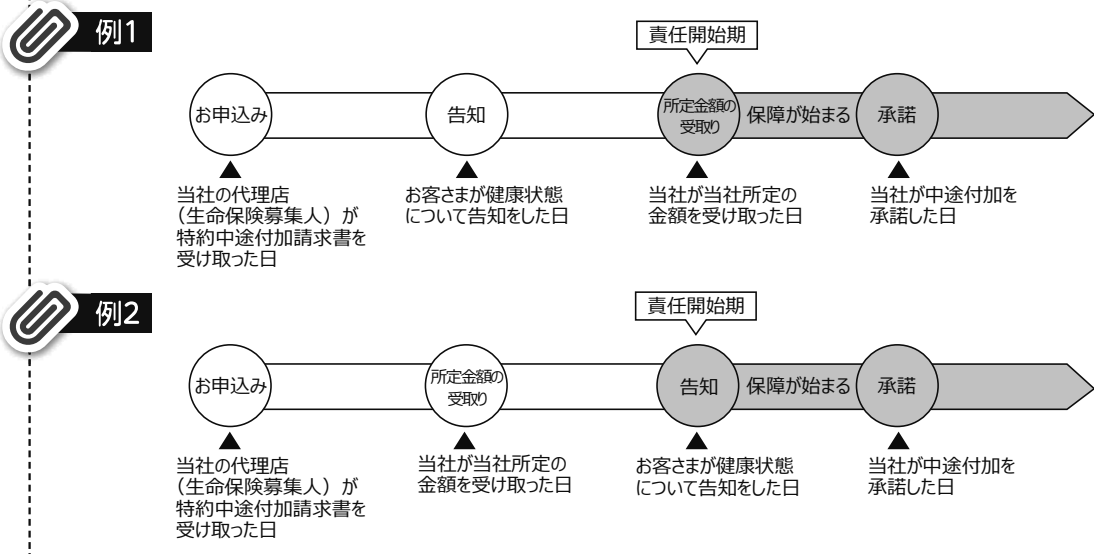 例1
責任開始期
お申込み
告知
所定金額の
受取り
保障が始まる
承諾
当社の代理店
（生命保険募集人）が
特約中途付加請求書を
受け取った日
お客さまが健康状態
について告知をした日
当社が当社所定の
金額を受け取った日
当社が中途付加を
承諾した日
例2
責任開始期
お申込み
所定金額の
受取り
告知
保障が始まる
承諾
当社の代理店
（生命保険募集人）が
特約中途付加請求書を
受け取った日
当社が当社所定の
金額を受け取った日
お客さまが健康状態
について告知をした日
当社が中途付加を
承諾した日